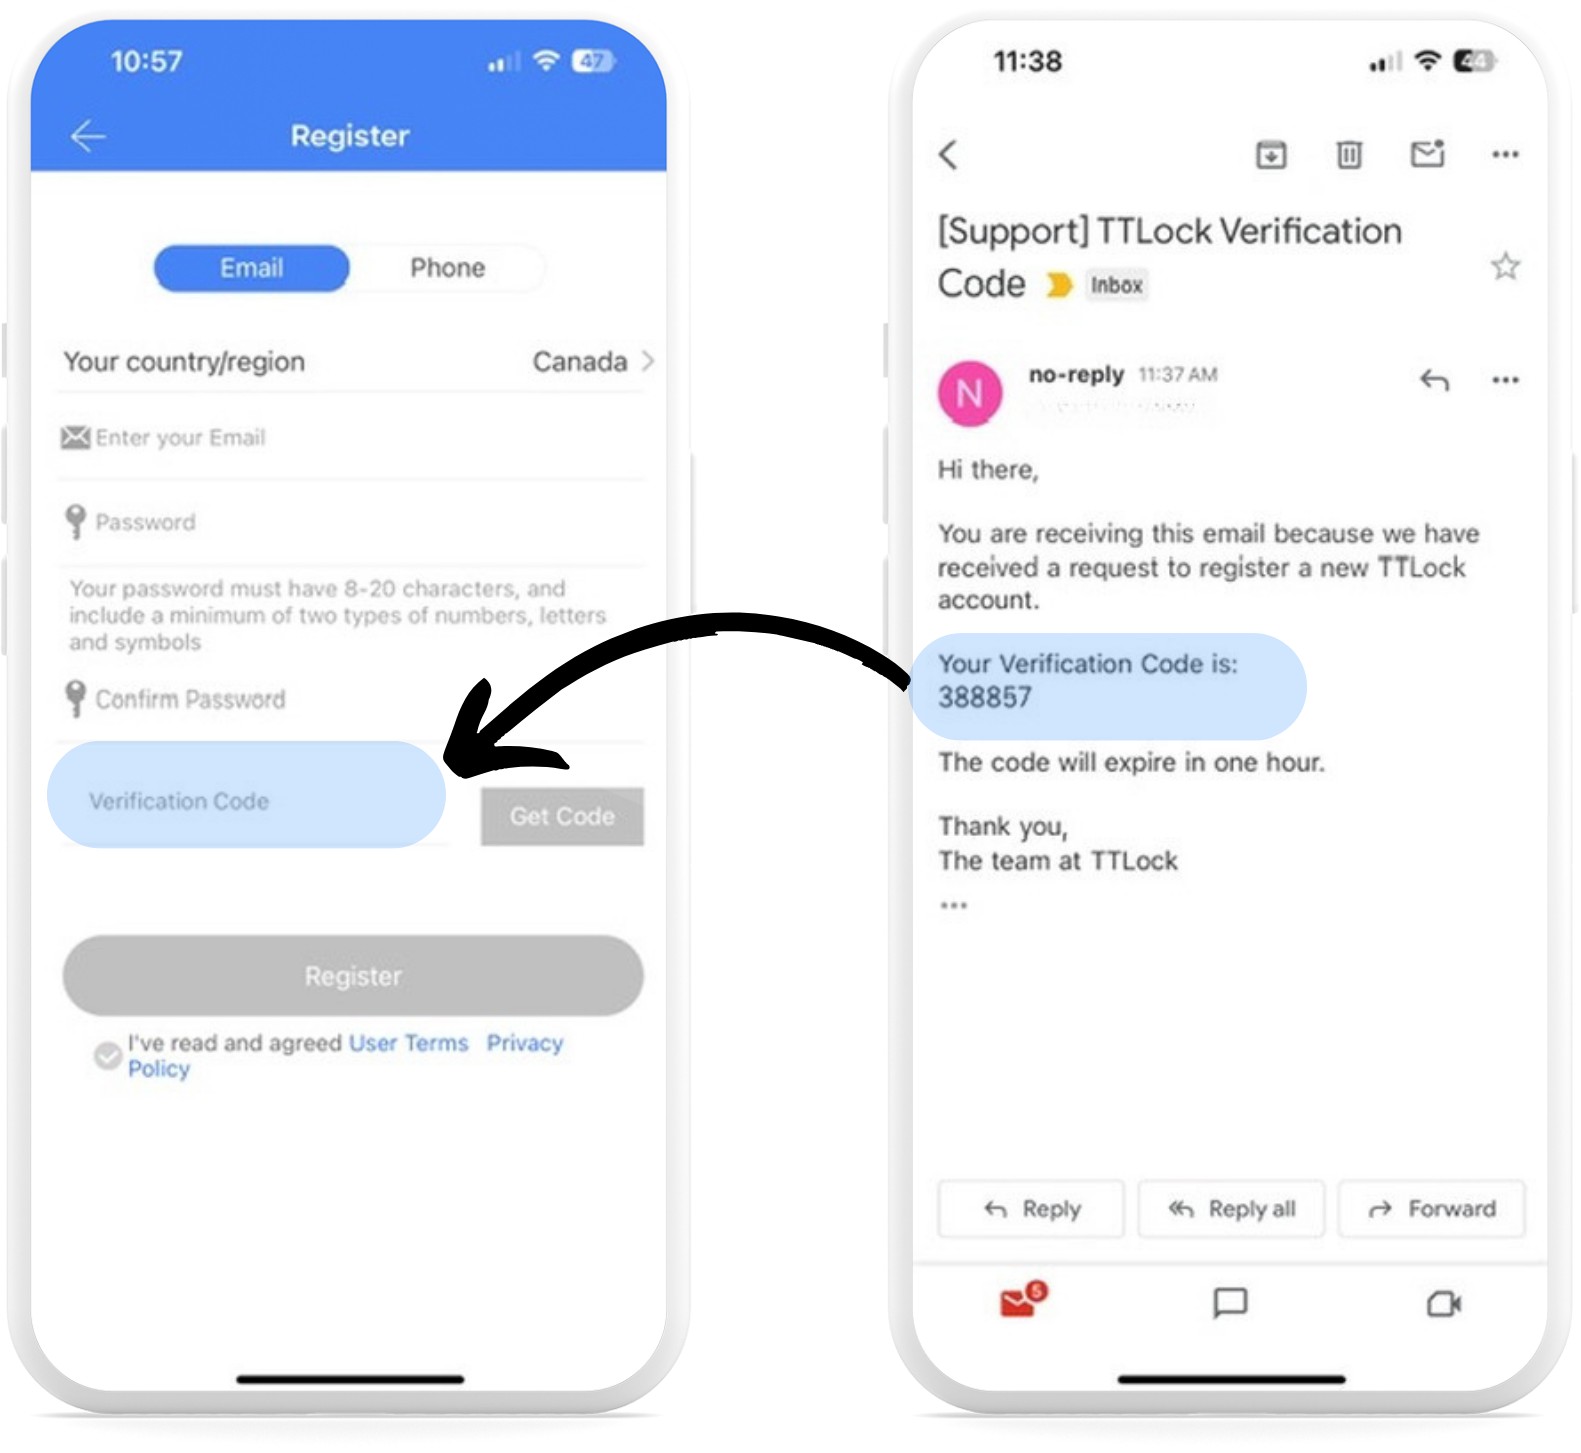 10:57
47
Register
Email
Phone
Your country/region
Canada
Enter your Email
Password
Your password must have 8-20 characters, and
include a minimum of two types of numbers, letters
and symbols
Confirm Password
Verification Code
Get Code
Register
I've read and agreed User Terms Privacy
Policy
11:38
44
[Support] TTLock Verification
Code
Inbox
N
no-reply 11:37 AM
Hi there,
You are receiving this email because we have
received a request to register a new TTLock
account.
Your Verification Code is:
388857
The code will expire in one hour.
Thank you,
The team at TTLock
Reply
Reply all
Forward
5